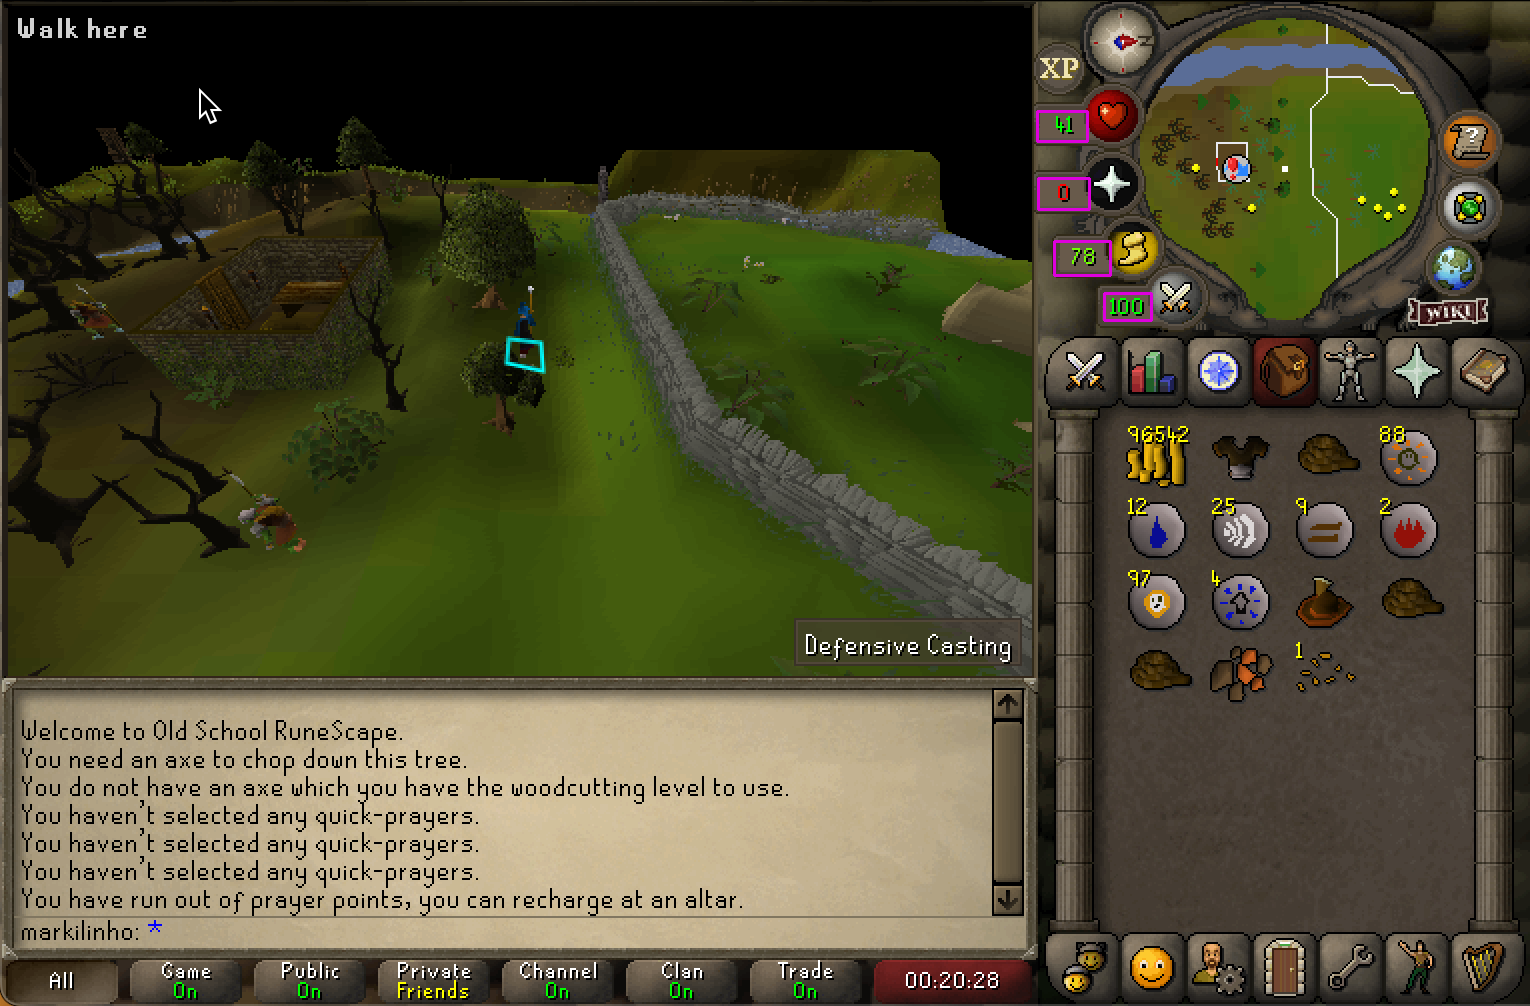 Walk here
XP
41
0
78
100
WIKI
96542
88
12
25
9
2
97
4
1
Defensive Casting
Welcome to Old School RuneScape.
You need an axe to chop down this tree.
You do not have an axe which you have the woodcutting level to use.
You haven't selected any quick-prayers.
You haven't selected any quick-prayers.
You haven't selected any quick-prayers.
You have run out of prayer points, you can recharge at an altar.
markilinho: *
All
Game
On
Public
On
Private
Friends
Channel
On
Clan
On
Trade
On
00:20:28